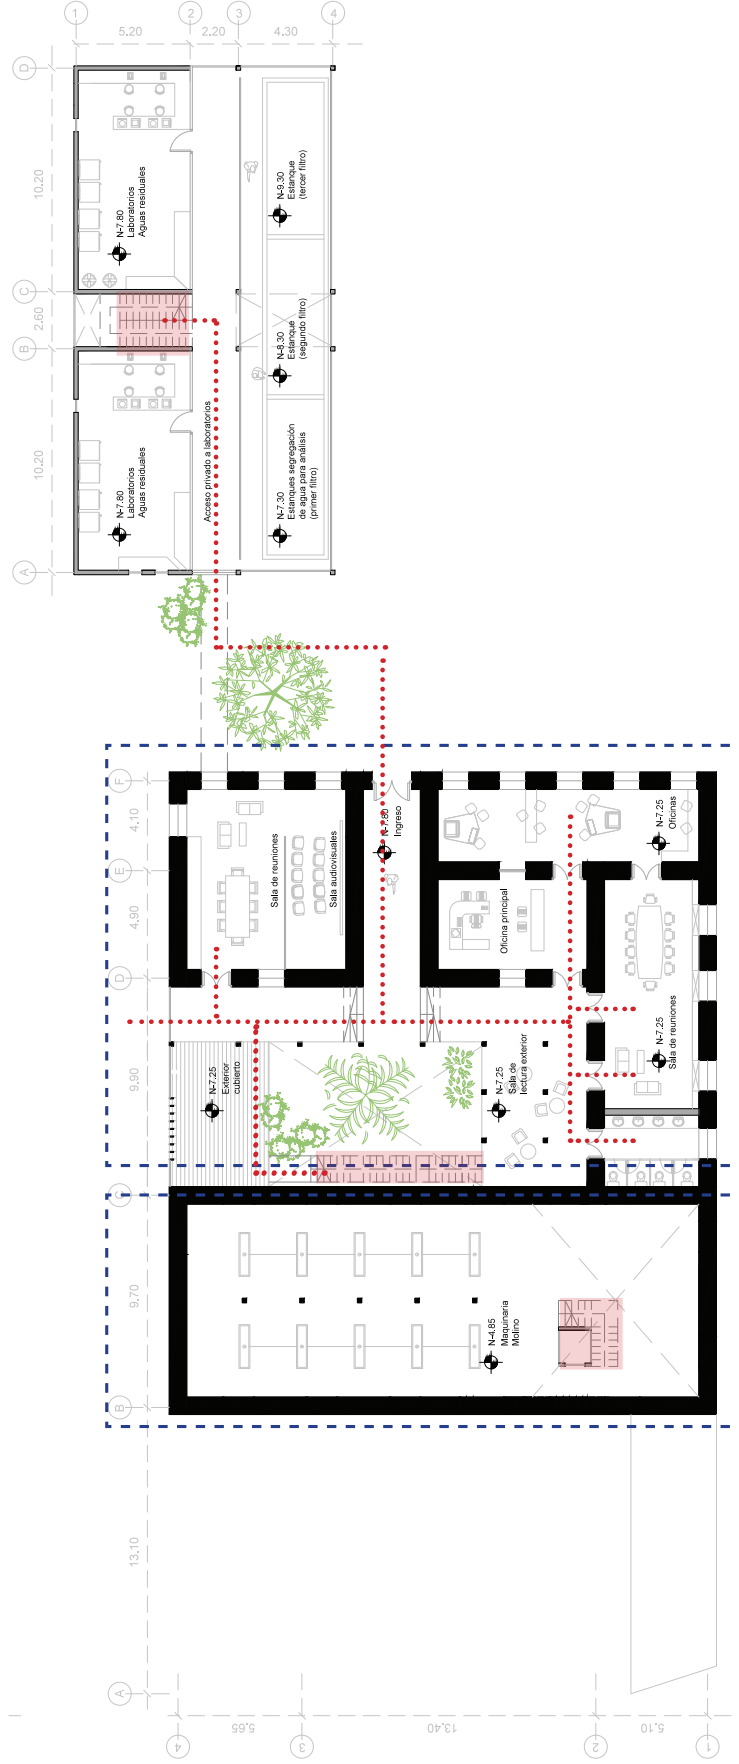 1
2
3
4
5.20
2.20
4.30
D
C
B
A
10.20
2.60
10.20
N-7.80
Laboratorios
Aguas residuales
N-9.30
Estanque
(tercer filtro)
N-8.30
Estanque
(segundo filtro)
N-7.80
Laboratorios
Aguas residuales
Acceso privado a laboratorios
N-7.30
Estanques segregación
de agua para análisis
(primer filtro)
F
E
D
C
B
A
4.10
4.90
9.90
9.70
13.10
Sala de reuniones
Sala audiovisuales
N-7.80
Ingreso
Oficina principal
N-7.25
Oficinas
N-7.25
Sala de reuniones
N-7.25
Exterior
cubierto
N-7.25
Sala de
lectura exterior
N-4.85
Maquinaria
Molino
5.65
13.40
5.10
4
3
2
1